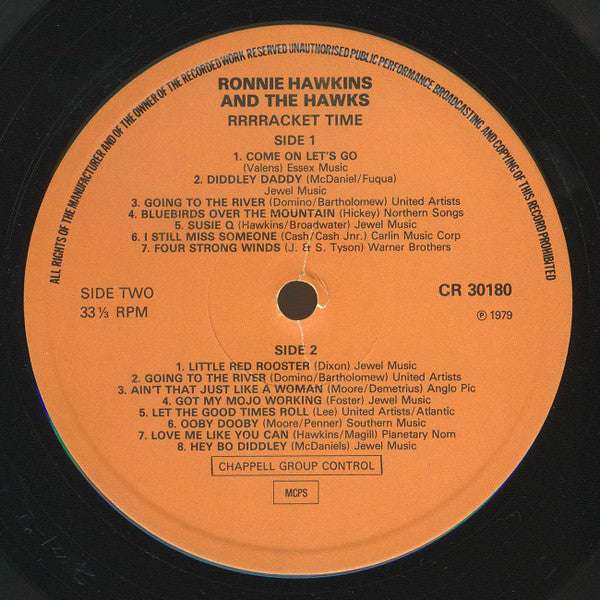 ALL RIGHTS OF THE MANUFACTURER AND OF THE OWNER OF THE RECORDED WORK RESERVED UNAUTHORISED PUBLIC PERFORMANCE BROADCASTING AND COPYING OF THIS RECORD PROHIBITED
RONNIE HAWKINS
AND THE HAWKS
RRRRACKET TIME
SIDE 1
1. COME ON LET'S GO
(Valens) Essex Music
2. DIDDLEY DADDY (McDaniel/Fuqua)
Jewel Music
3. GOING TO THE RIVER (Domino/Bartholomew) United Artists
4. BLUEBIRDS OVER THE MOUNTAIN (Hickey) Northern Songs
5. SUSIE Q (Hawkins/Broadwater) Jewel Music
6. I STILL MISS SOMEONE (Cash/Cash Jnr.) Carlin Music Corp
7. FOUR STRONG WINDS (J. & S. Tyson) Warner Brothers
SIDE TWO
33⅓ RPM
CR 30180
℗ 1979
SIDE 2
1. LITTLE RED ROOSTER (Dixon) Jewel Music
2. GOING TO THE RIVER (Domino/Bartholomew) United Artists
3. AIN'T THAT JUST LIKE A WOMAN (Moore/Demetrius) Anglo Pic
4. GOT MY MOJO WORKING (Foster) Jewel Music
5. LET THE GOOD TIMES ROLL (Lee) United Artists/Atlantic
6. OOBY DOOBY (Moore/Penner) Southern Music
7. LOVE ME LIKE YOU CAN (Hawkins/Magill) Planetary Nom
8. HEY BO DIDDLEY (McDaniels) Jewel Music
CHAPPELL GROUP CONTROL
MCPS